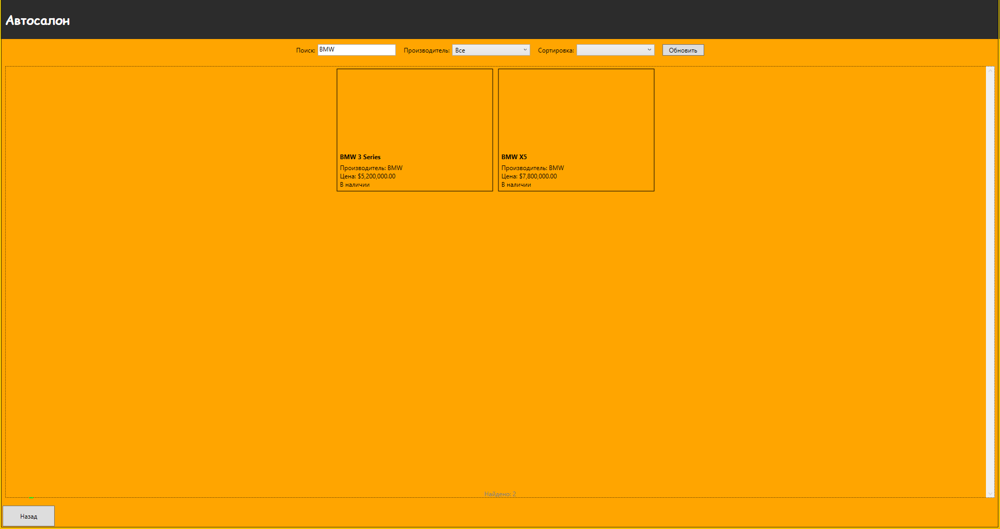 Автосалон
Поиск: BMW Производитель: Все Сортировка: Обновить
BMW 3 Series
Производитель: BMW
Цена: $5,200,000.00
В наличии
BMW X5
Производитель: BMW
Цена: $7,800,000.00
В наличии
Найдено: 2
Назад